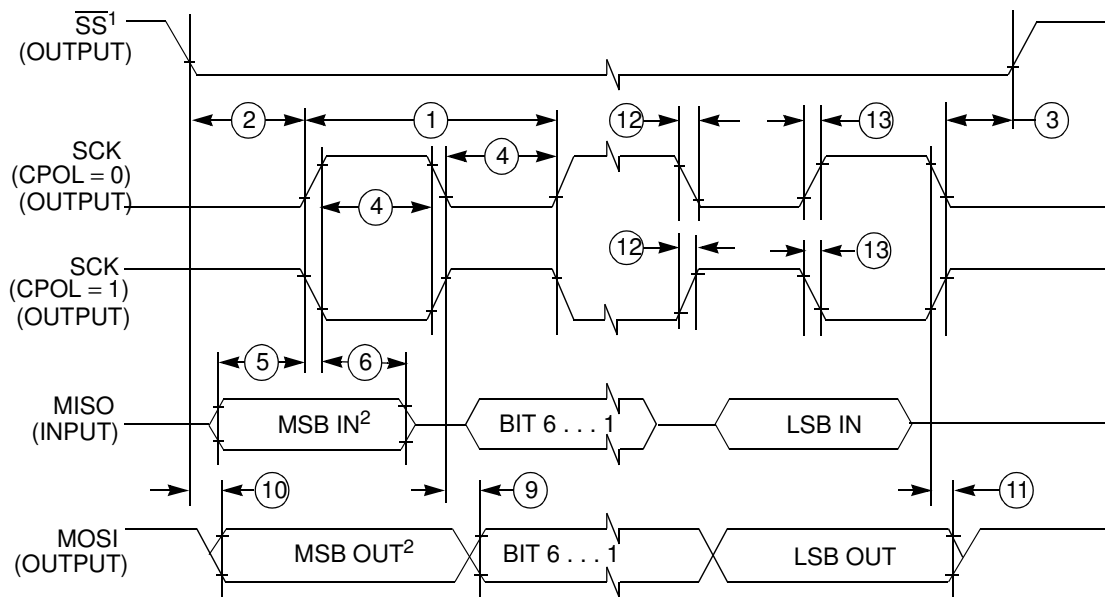 SS¹
(OUTPUT)
2
1
12
13
3
SCK
(CPOL = 0)
(OUTPUT)
4
4
SCK
(CPOL = 1)
(OUTPUT)
12
13
5
6
MISO
(INPUT)
MSB IN²
BIT 6 . . . 1
LSB IN
10
9
11
MOSI
(OUTPUT)
MSB OUT²
BIT 6 . . . 1
LSB OUT